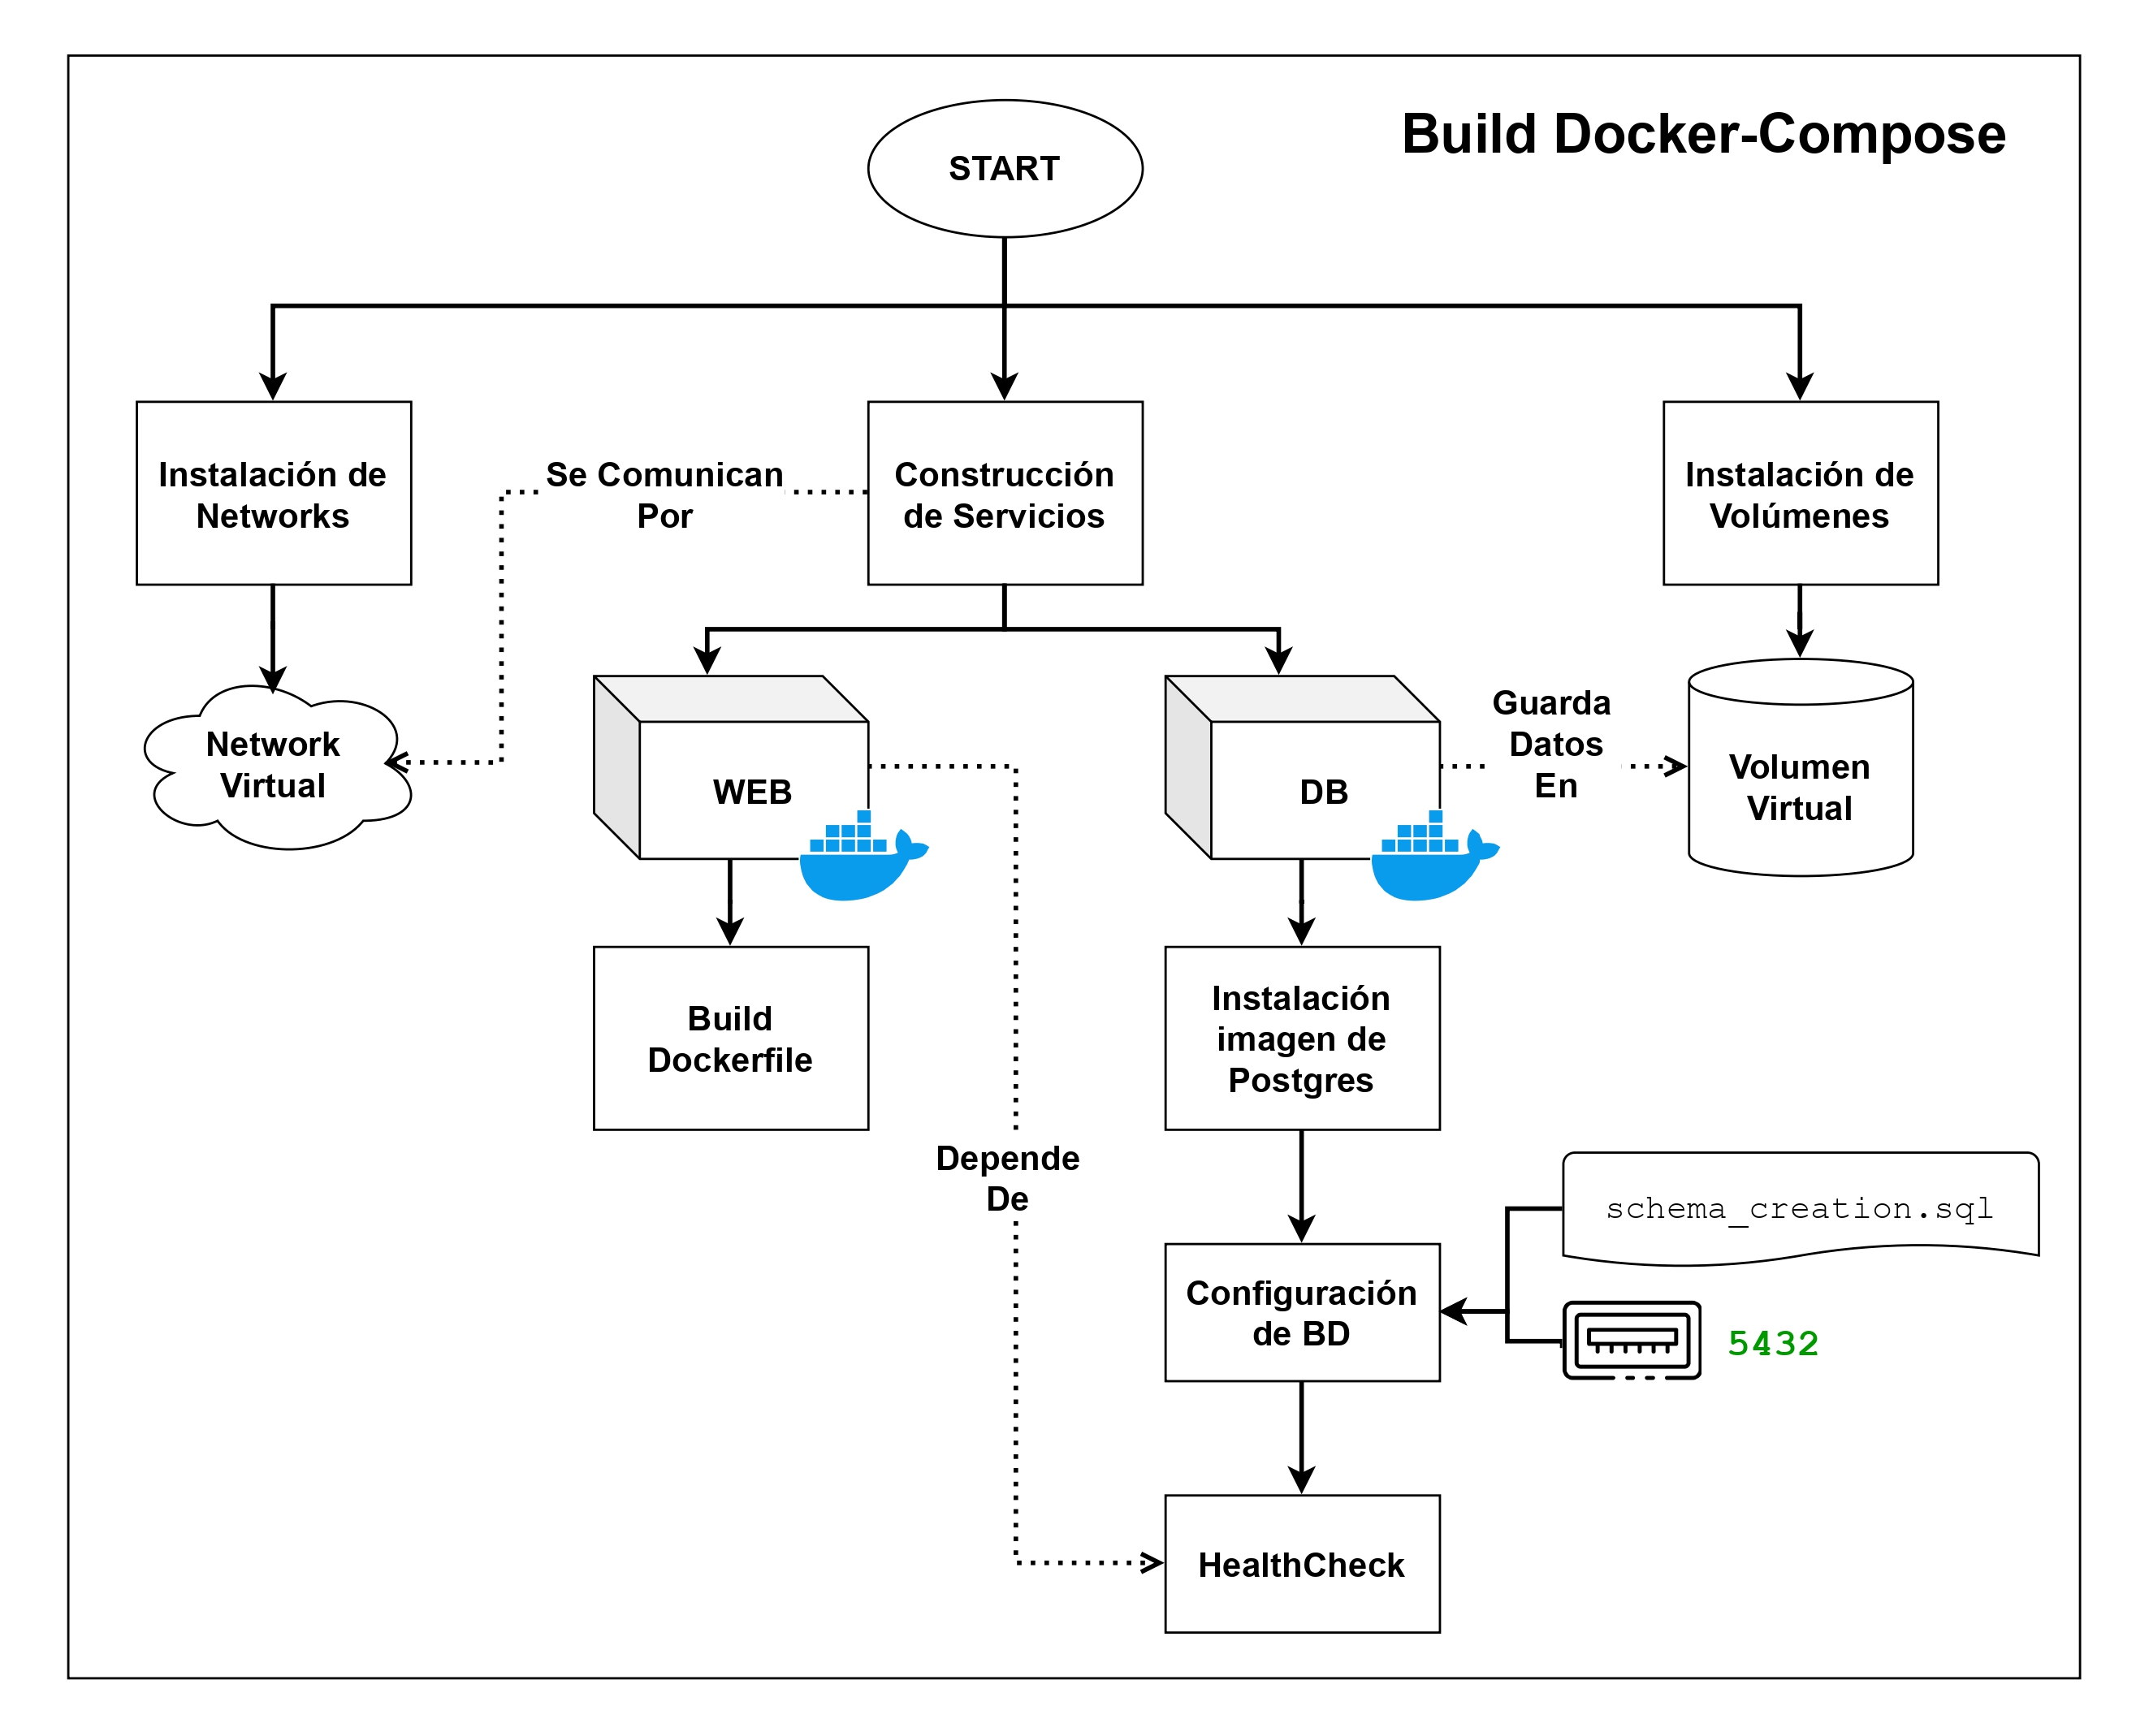 Build Docker-Compose
START
Instalación de
Networks
Se Comunican
Por
Construcción
de Servicios
Instalación de
Volúmenes
Network
Virtual
WEB
DB
Guarda
Datos
En
Volumen
Virtual
Build
Dockerfile
Instalación
imagen de
Postgres
Depende
De
schema_creation.sql
Configuración
de BD
5432
HealthCheck